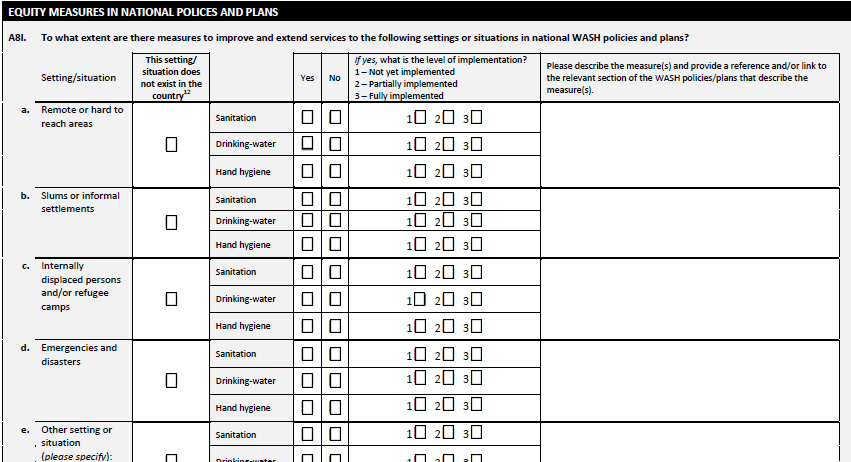 EQUITY MEASURES IN NATIONAL POLICES AND PLANS
A8l. To what extent are there measures to improve and extend services to the following settings or situations in national WASH policies and plans?
Setting/situation
This setting/
situation does
not exist in the
country12
Yes No
If yes, what is the level of implementation?
1 – Not yet implemented
2 – Partially implemented
3 – Fully implemented
Please describe the measure(s) and provide a reference and/or link to
the relevant section of the WASH policies/plans that describe the
measure(s).
a. Remote or hard to
reach areas
Sanitation 1 2 3
Drinking-water 1 2 3
Hand hygiene 1 2 3
b. Slums or informal
settlements
Sanitation 1 2 3
Drinking-water 1 2 3
Hand hygiene 1 2 3
c. Internally
displaced persons
and/or refugee
camps
Sanitation 1 2 3
Drinking-water 1 2 3
Hand hygiene 1 2 3
d. Emergencies and
disasters
Sanitation 1 2 3
Drinking-water 1 2 3
Hand hygiene 1 2 3
e. Other setting or
situation
(please specify):
Sanitation 1 2 3
Drinking-water 1 2 3